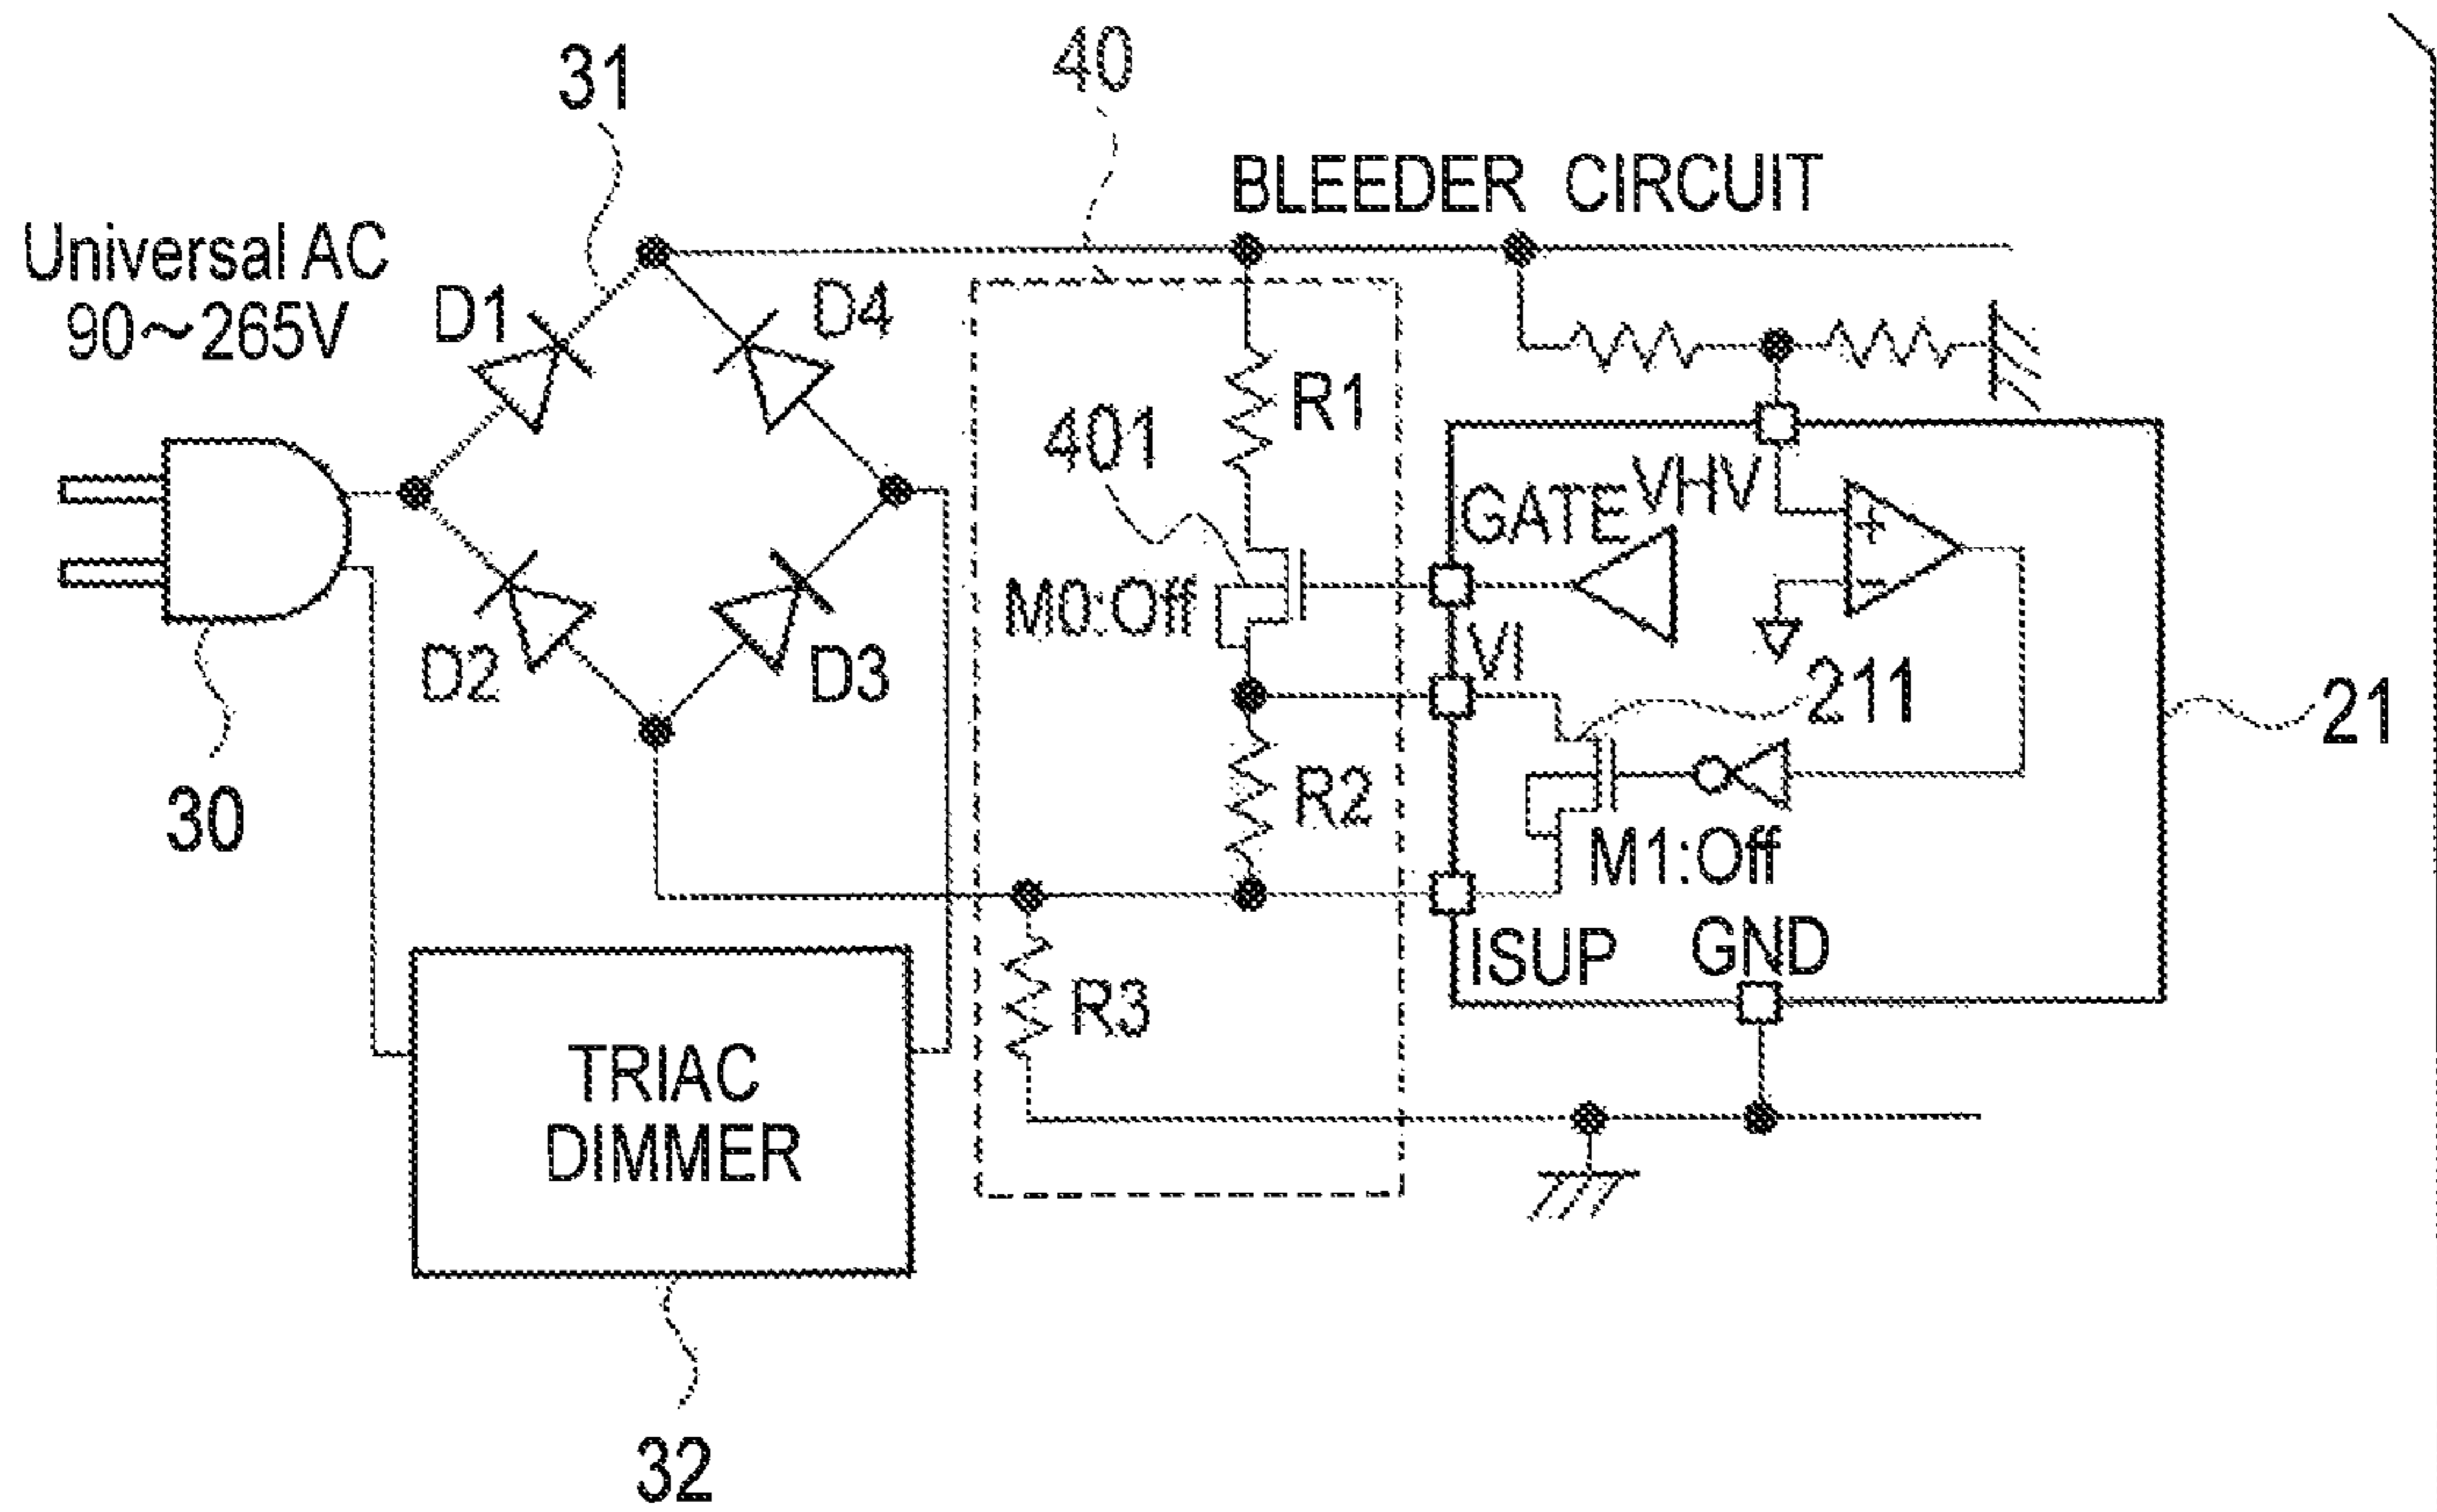 31
40
BLEEDER CIRCUIT
Universal AC
90～265V
D1
D4
R1
401
GATE
VHV
+
−
M0:Off
VI
D2
D3
211
21
R2
30
M1:Off
ISUP
GND
R3
TRIAC
DIMMER
32